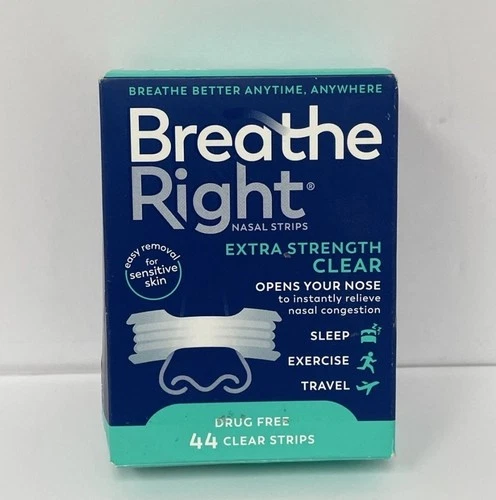 BREATHE BETTER ANYTIME, ANYWHERE
Breathe
Right®
NASAL STRIPS
EXTRA STRENGTH
CLEAR
easy removal
for
sensitive
skin
OPENS YOUR NOSE
to instantly relieve
nasal congestion
SLEEP
EXERCISE
TRAVEL
DRUG FREE
44 CLEAR STRIPS